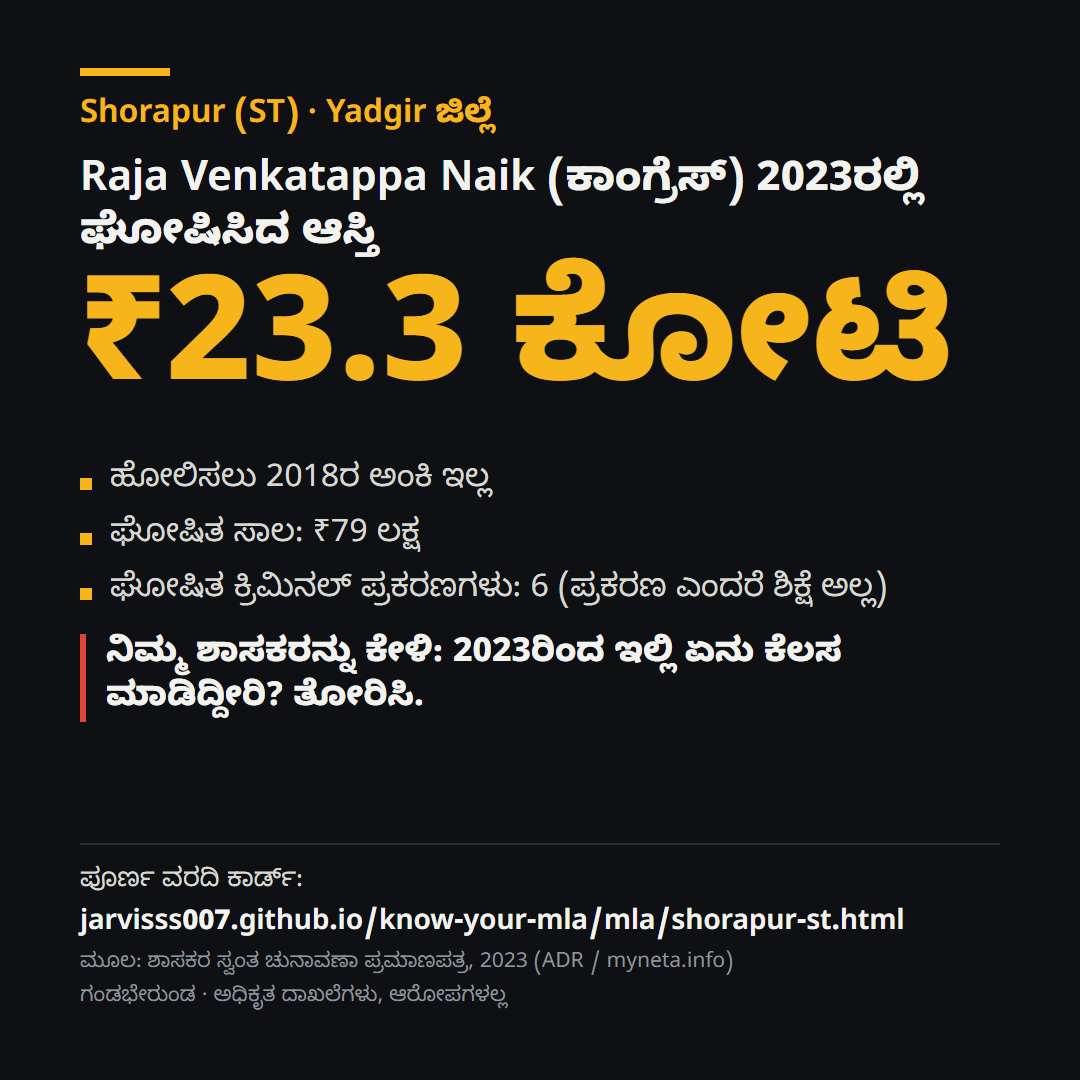 Shorapur (ST) · Yadgir ಜಿಲ್ಲೆ
Raja Venkatappa Naik (ಕಾಂಗ್ರೆಸ್) 2023ರಲ್ಲಿ
ಘೋಷಿಸಿದ ಆಸ್ತಿ
₹23.3 ಕೋಟಿ
ಹೋಲಿಸಲು 2018ರ ಅಂಕಿ ಇಲ್ಲ
ಘೋಷಿತ ಸಾಲ: ₹79 ಲಕ್ಷ
ಘೋಷಿತ ಕ್ರಿಮಿನಲ್ ಪ್ರಕರಣಗಳು: 6 (ಪ್ರಕರಣ ಎಂದರೆ ಶಿಕ್ಷೆ ಅಲ್ಲ)
ನಿಮ್ಮ ಶಾಸಕರನ್ನು ಕೇಳಿ: 2023ರಿಂದ ಇಲ್ಲಿ ಏನು ಕೆಲಸ
ಮಾಡಿದ್ದೀರಿ? ತೋರಿಸಿ.
ಪೂರ್ಣ ವರದಿ ಕಾರ್ಡ್:
jarvisss007.github.io/know-your-mla/mla/shorapur-st.html
ಮೂಲ: ಶಾಸಕರ ಸ್ವಂತ ಚುನಾವಣಾ ಪ್ರಮಾಣಪತ್ರ, 2023 (ADR / myneta.info)
ಗಂಡಭೇರುಂಡ · ಅಧಿಕೃತ ದಾಖಲೆಗಳು, ಆರೋಪಗಳಲ್ಲ